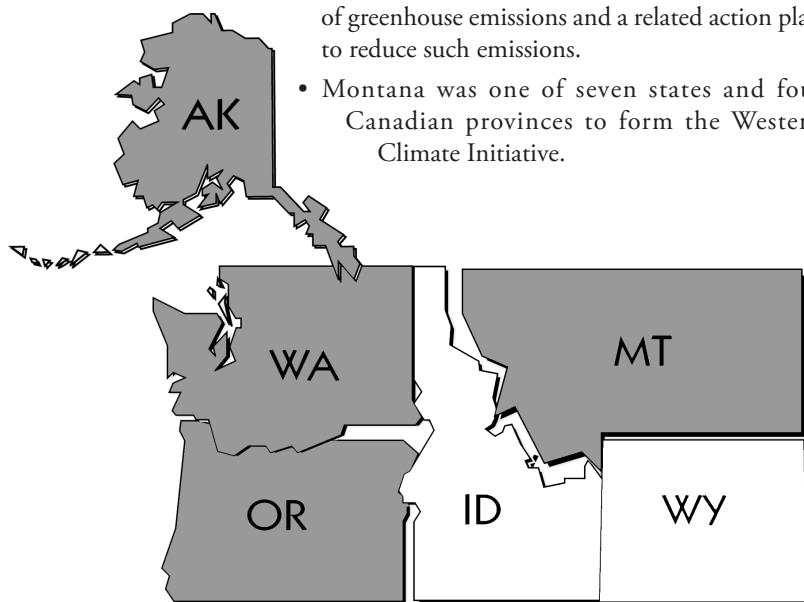 of greenhouse emissions and a related action pla
to reduce such emissions.
• Montana was one of seven states and fou
Canadian provinces to form the Wester
Climate Initiative.
AK
WA
MT
OR
ID
WY